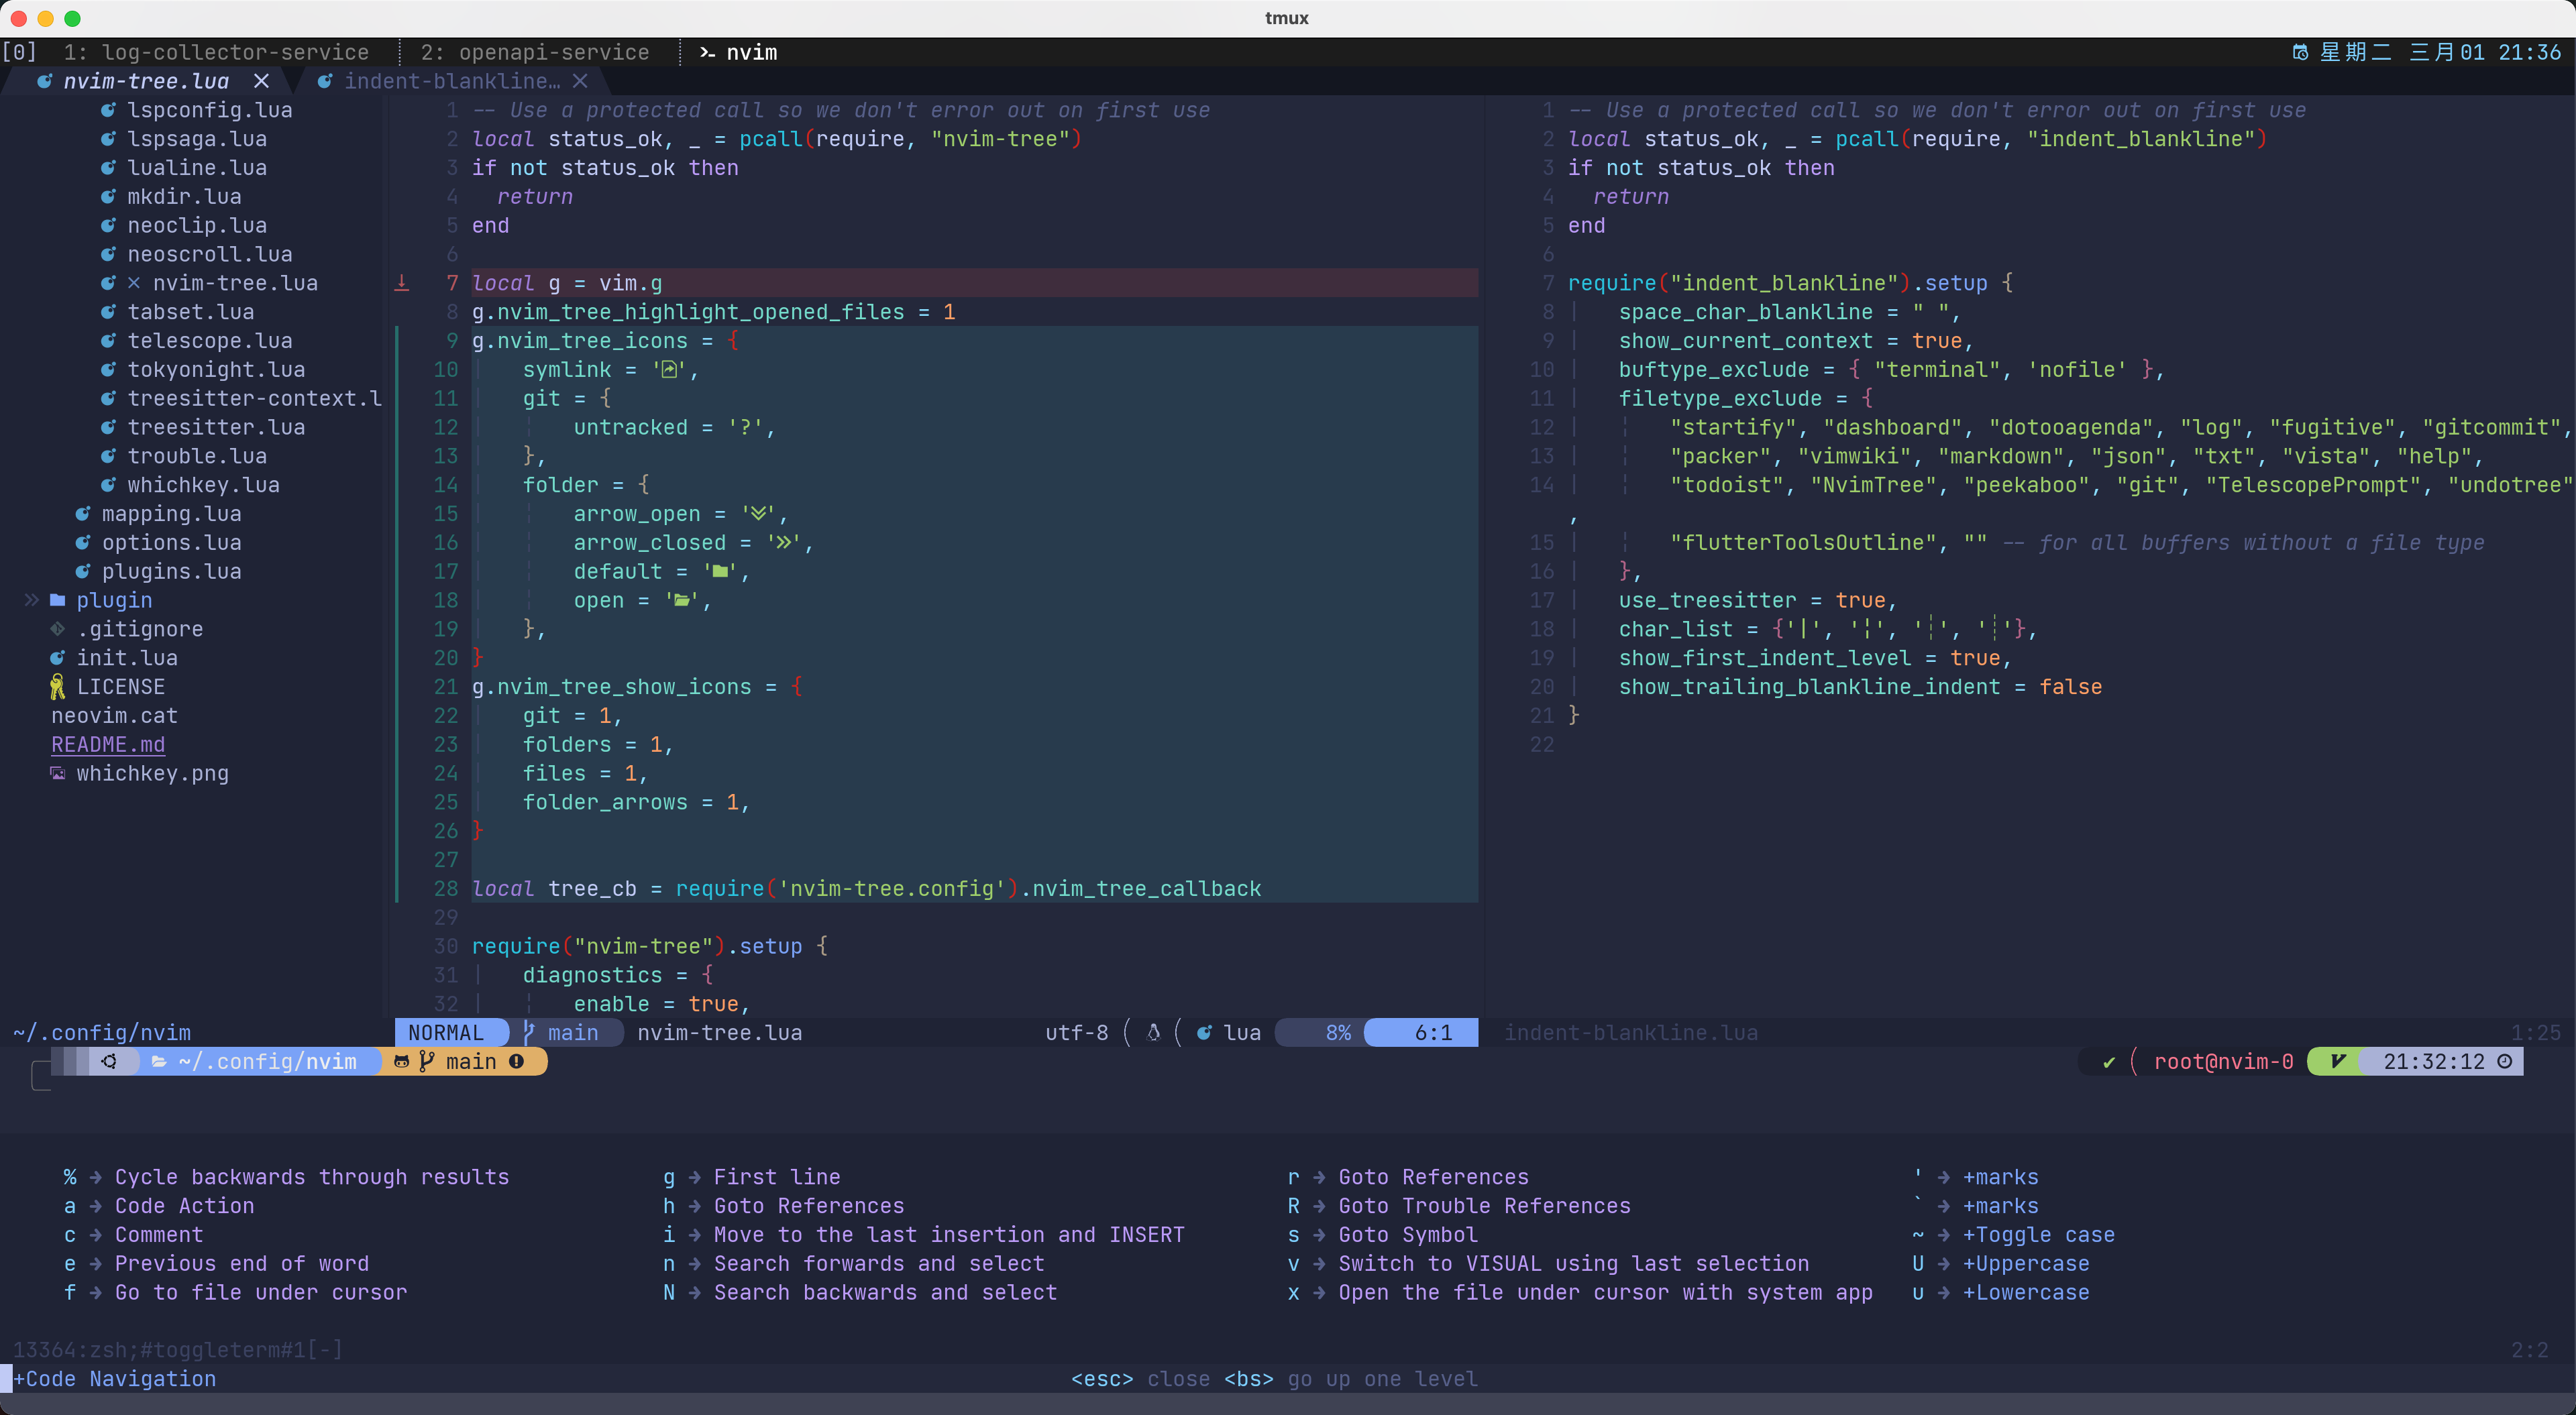 tmux
[0] 1: log-collector-service 2: openapi-service nvim 星期二 三月01 21:36
nvim-tree.lua indent-blankline…
lspconfig.lua
lspsaga.lua
lualine.lua
mkdir.lua
neoclip.lua
neoscroll.lua
nvim-tree.lua
tabset.lua
telescope.lua
tokyonight.lua
treesitter-context.l
treesitter.lua
trouble.lua
whichkey.lua
mapping.lua
options.lua
plugins.lua
plugin
.gitignore
init.lua
LICENSE
neovim.cat
README.md
whichkey.png
1 -- Use a protected call so we don't error out on first use
2 local status_ok, _ = pcall(require, "nvim-tree")
3 if not status_ok then
4 return
5 end
6
7 local g = vim.g
8 g.nvim_tree_highlight_opened_files = 1
9 g.nvim_tree_icons = {
10 symlink = '',
11 git = {
12 untracked = '?',
13 },
14 folder = {
15 arrow_open = '',
16 arrow_closed = '',
17 default = '',
18 open = '',
19 },
20 }
21 g.nvim_tree_show_icons = {
22 git = 1,
23 folders = 1,
24 files = 1,
25 folder_arrows = 1,
26 }
27
28 local tree_cb = require('nvim-tree.config').nvim_tree_callback
29
30 require("nvim-tree").setup {
31 diagnostics = {
32 enable = true,
1 -- Use a protected call so we don't error out on first use
2 local status_ok, _ = pcall(require, "indent_blankline")
3 if not status_ok then
4 return
5 end
6
7 require("indent_blankline").setup {
8 space_char_blankline = " ",
9 show_current_context = true,
10 buftype_exclude = { "terminal", 'nofile' },
11 filetype_exclude = {
12 "startify", "dashboard", "dotooagenda", "log", "fugitive", "gitcommit",
13 "packer", "vimwiki", "markdown", "json", "txt", "vista", "help",
14 "todoist", "NvimTree", "peekaboo", "git", "TelescopePrompt", "undotree"
,
15 "flutterToolsOutline", "" -- for all buffers without a file type
16 },
17 use_treesitter = true,
18 char_list = {'|', '¦', '┆', '┊'},
19 show_first_indent_level = true,
20 show_trailing_blankline_indent = false
21 }
22
~/.config/nvim NORMAL main nvim-tree.lua utf-8 lua 8% 6:1 indent-blankline.lua 1:25
~/.config/nvim main ✔ root@nvim-0 21:32:12
% → Cycle backwards through results g → First line r → Goto References ' → +marks
a → Code Action h → Goto References R → Goto Trouble References ` → +marks
c → Comment i → Move to the last insertion and INSERT s → Goto Symbol ~ → +Toggle case
e → Previous end of word n → Search forwards and select v → Switch to VISUAL using last selection U → +Uppercase
f → Go to file under cursor N → Search backwards and select x → Open the file under cursor with system app u → +Lowercase
13364:zsh;#toggleterm#1[-] 2:2
+Code Navigation <esc> close <bs> go up one level